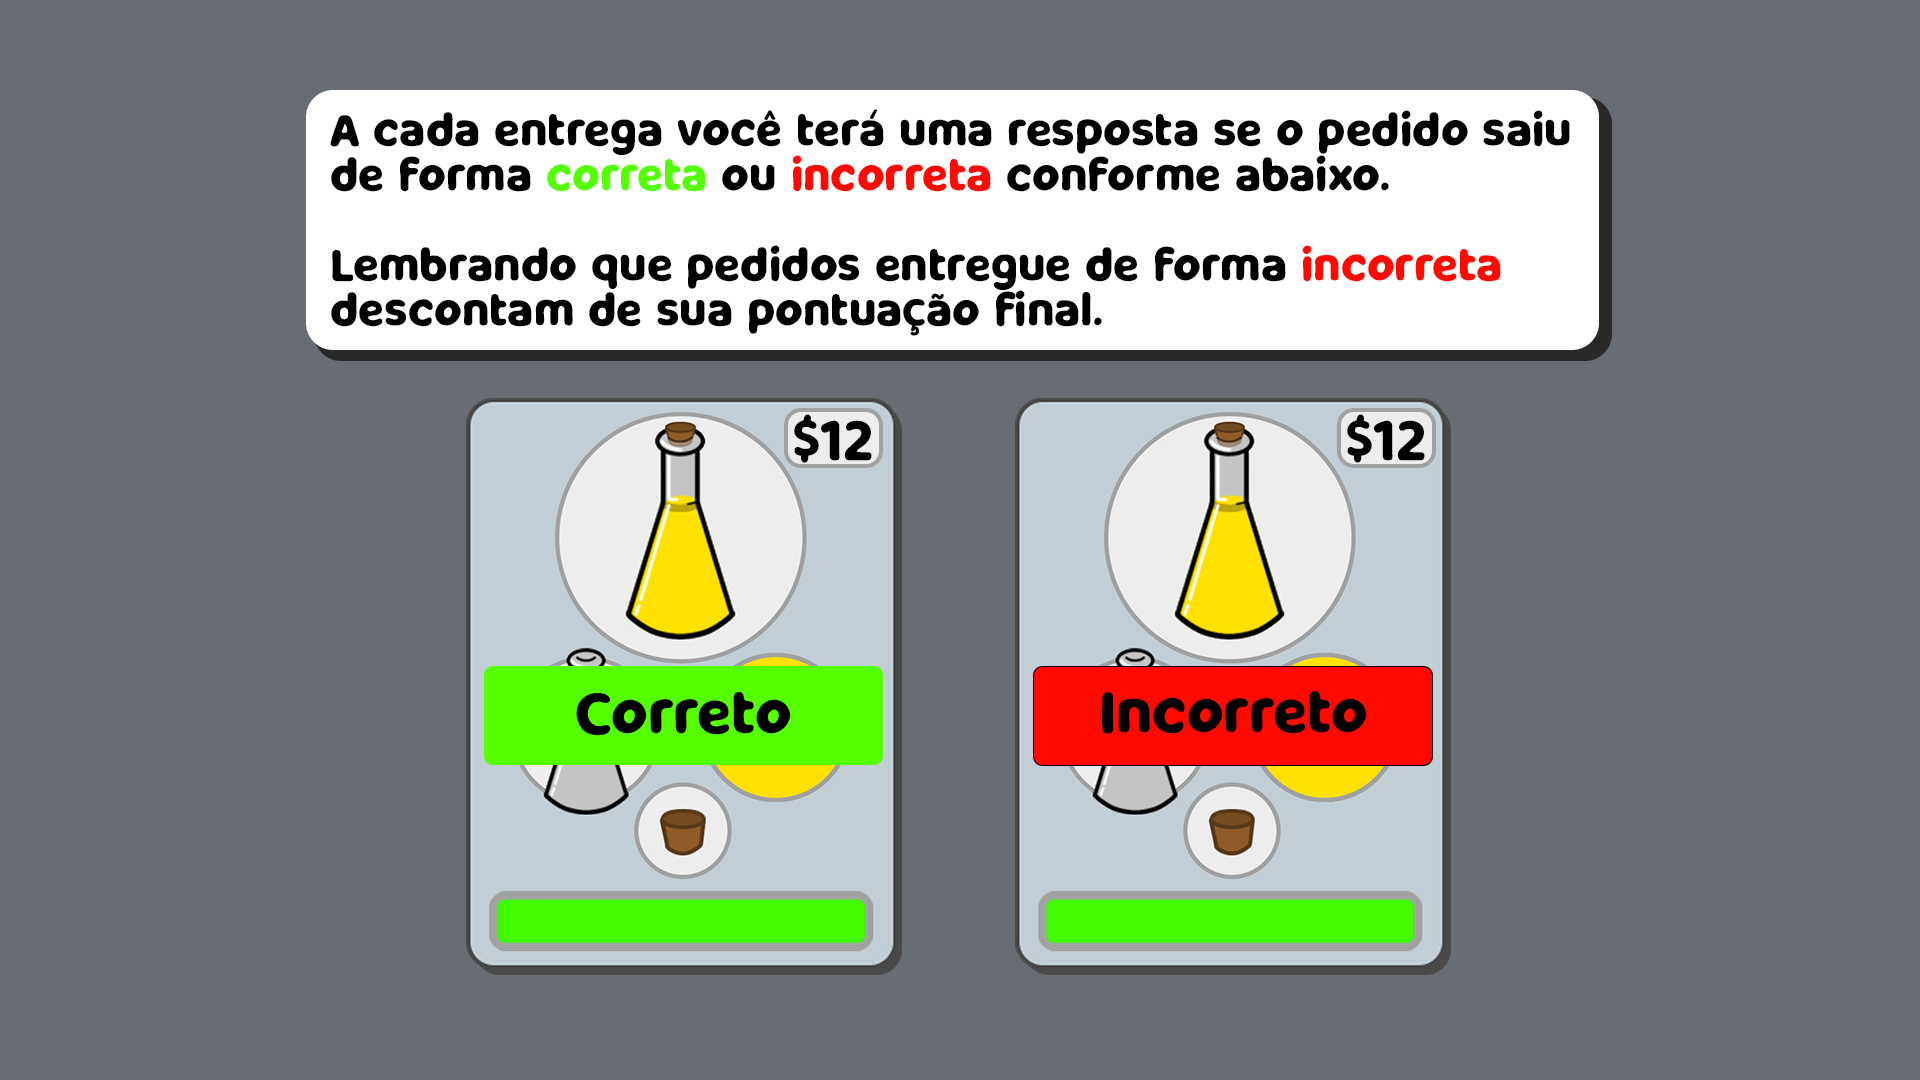 A cada entrega você terá uma resposta se o pedido saiu
de forma correta ou incorreta conforme abaixo.
Lembrando que pedidos entregue de forma incorreta
descontam de sua pontuação final.
$12
$12
Correto
Incorreto